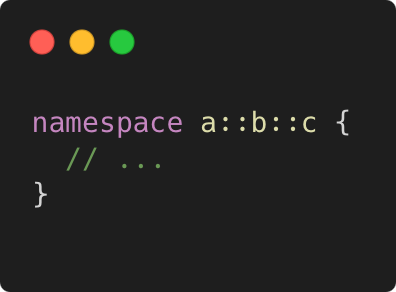 namespace a::b::c {
  // ...
}